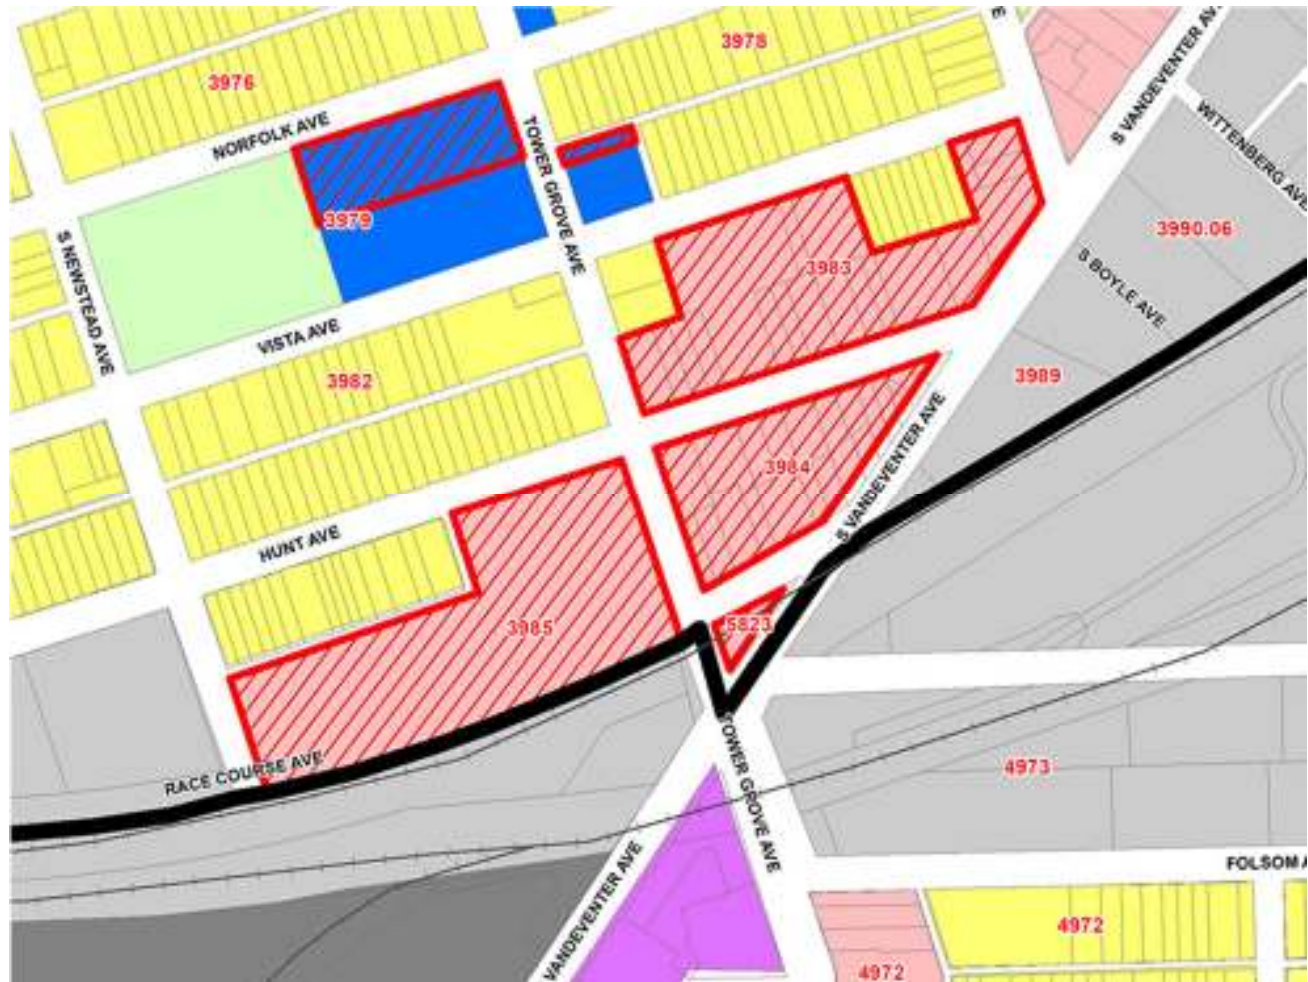 3978
3976
S VANDEVENTER AVE
NORFOLK AVE
TOWER GROVE AVE
WITTENBERG AVE
3979
3990.06
S NEWSTEAD AVE
3983
S BOYLE AVE
VISTA AVE
3982
3989
S VANDEVENTER AVE
3984
HUNT AVE
3985
5823
RACE COURSE AVE
TOWER GROVE AVE
4973
VANDEVENTER AVE
FOLSOM A
4972
4972